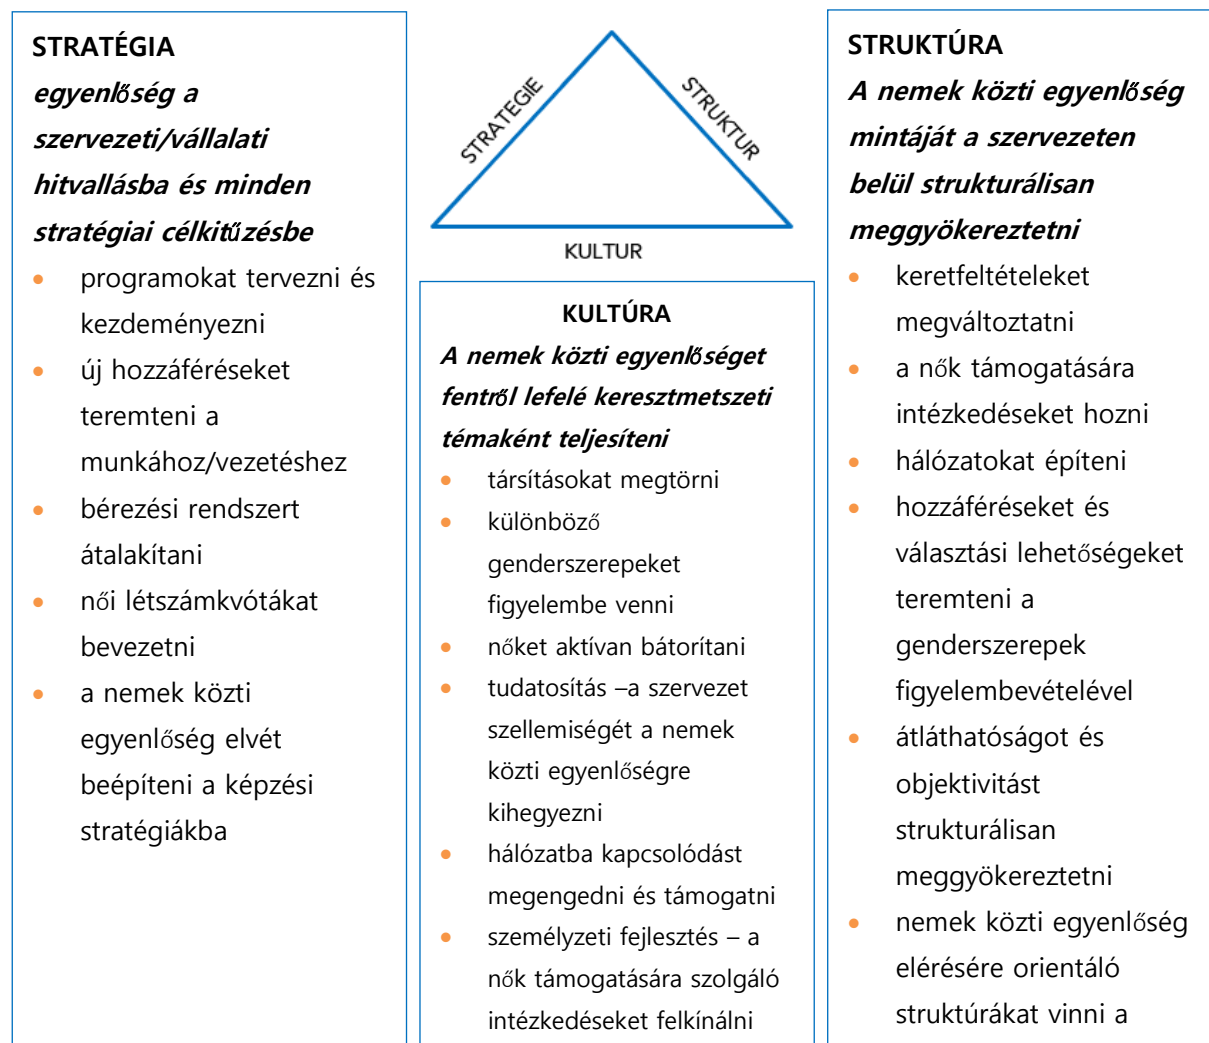 STRATÉGIA
egyenlőség a
szervezeti/vállalati
hitvallásba és minden
stratégiai célkitűzésbe
• programokat tervezni és
kezdeményezni
• új hozzáféréseket
teremteni a
munkához/vezetéshez
• bérezési rendszert
átalakítani
• női létszámkvótákat
bevezetni
• a nemek közti
egyenlőség elvét
beépíteni a képzési
stratégiákba
STRATEGIE
STRUKTUR
KULTUR
KULTÚRA
A nemek közti egyenlőséget
fentről lefelé keresztmetszeti
témaként teljesíteni
• társításokat megtörni
• különböző
genderszerepeket
figyelembe venni
• nőket aktívan bátorítani
• tudatosítás –a szervezet
szellemiségét a nemek
közti egyenlőségre
kihegyezni
• hálózatba kapcsolódást
megengedni és támogatni
• személyzeti fejlesztés – a
nők támogatására szolgáló
intézkedéseket felkínálni
STRUKTÚRA
A nemek közti egyenlőség
mintáját a szervezeten
belül strukturálisan
meggyökereztetni
• keretfeltételeket
megváltoztatni
• a nők támogatására
intézkedéseket hozni
• hálózatokat építeni
• hozzáféréseket és
választási lehetőségeket
teremteni a
genderszerepek
figyelembevételével
• átláthatóságot és
objektivitást
strukturálisan
meggyökereztetni
• nemek közti egyenlőség
elérésére orientáló
struktúrákat vinni a